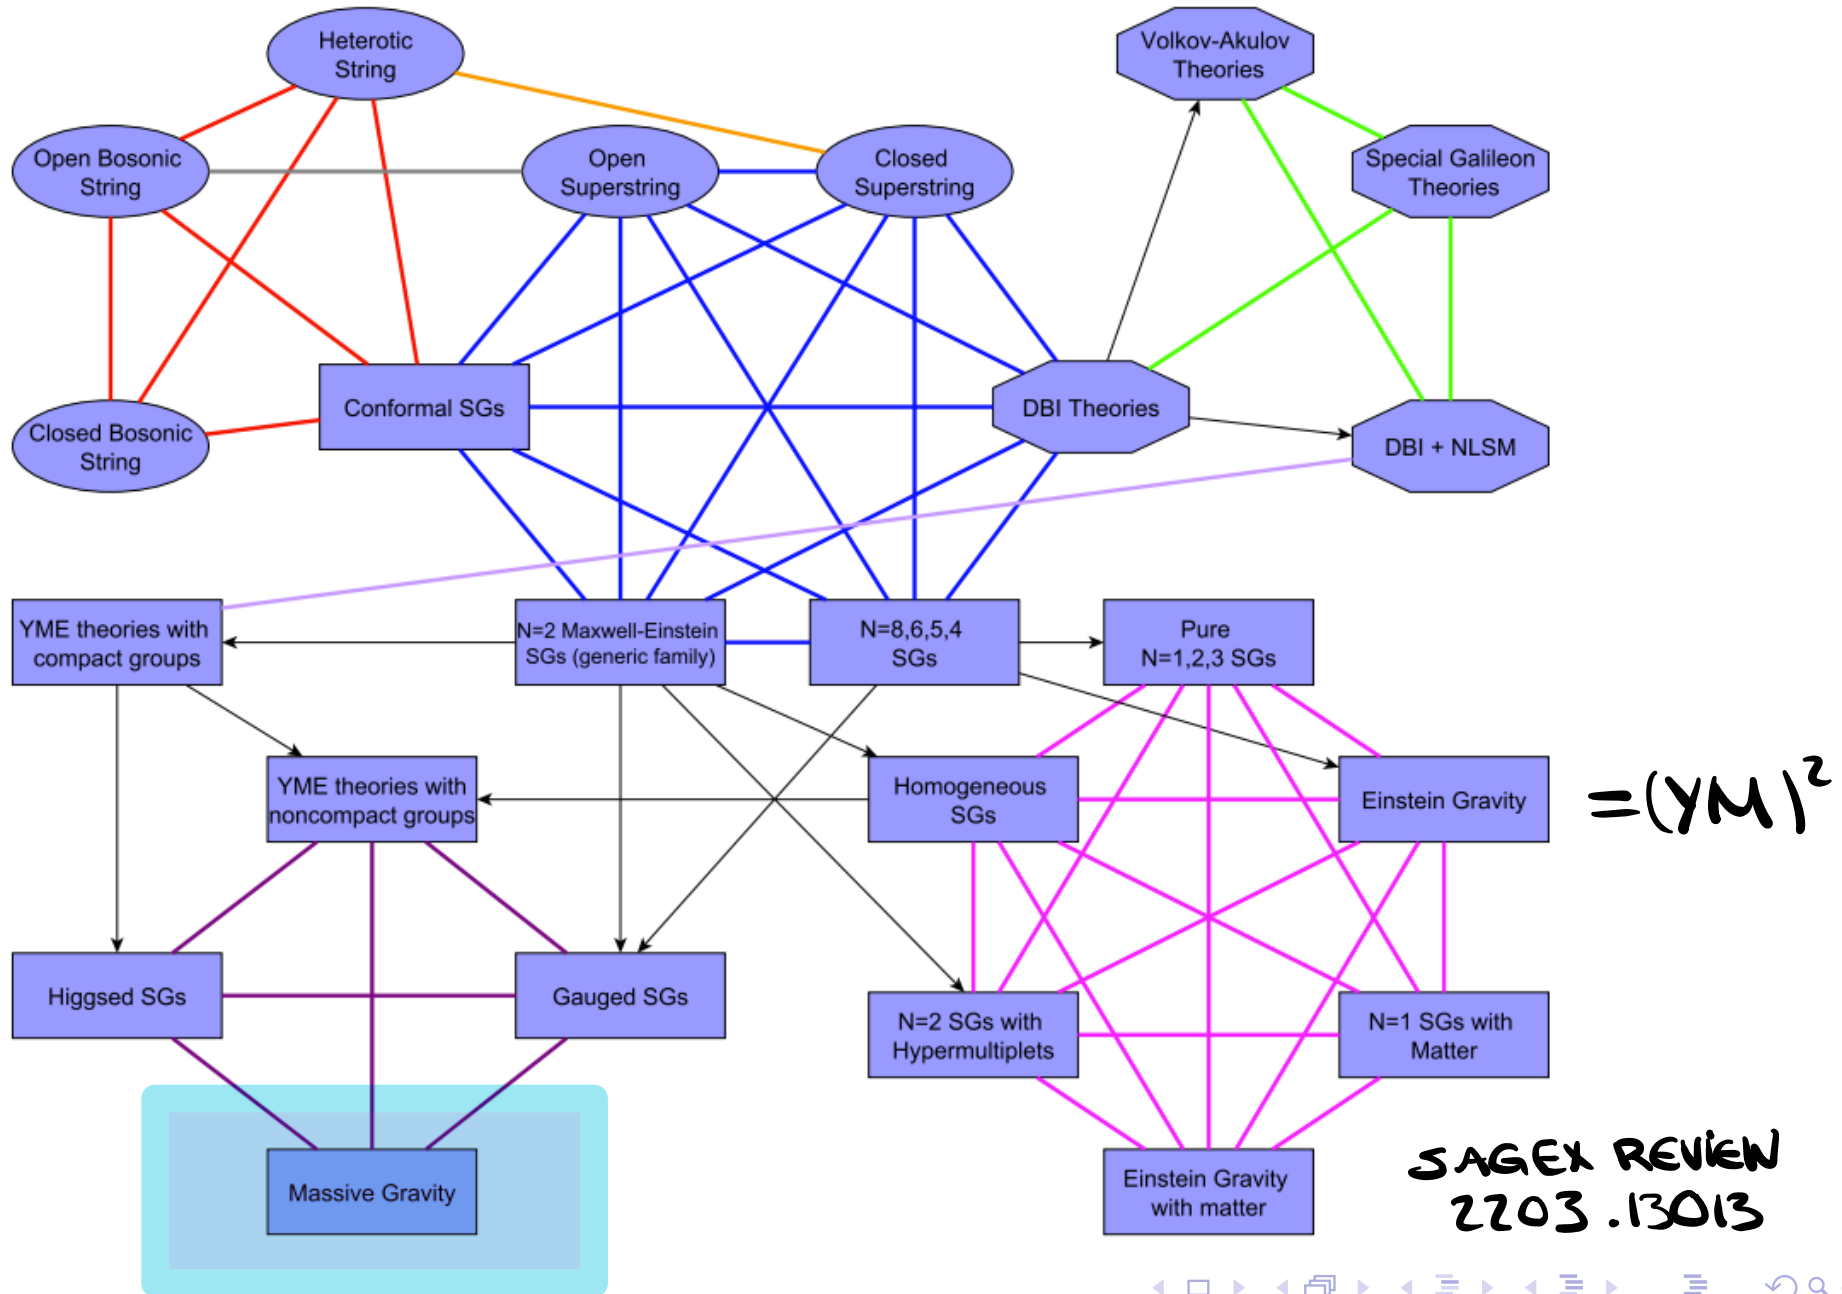 Heterotic
String
Volkov-Akulov
Theories
Open Bosonic
String
Open
Superstring
Closed
Superstring
Special Galileon
Theories
Conformal SGs
DBI Theories
Closed Bosonic
String
DBI + NLSM
YME theories with
compact groups
N=2 Maxwell-Einstein
SGs (generic family)
N=8,6,5,4
SGs
Pure
N=1,2,3 SGs
YME theories with
noncompact groups
Homogeneous
SGs
Einstein Gravity
=(YM)²
Higgsed SGs
Gauged SGs
N=2 SGs with
Hypermultiplets
N=1 SGs with
Matter
Massive Gravity
Einstein Gravity
with matter
SAGEX REVIEW
2203.13013